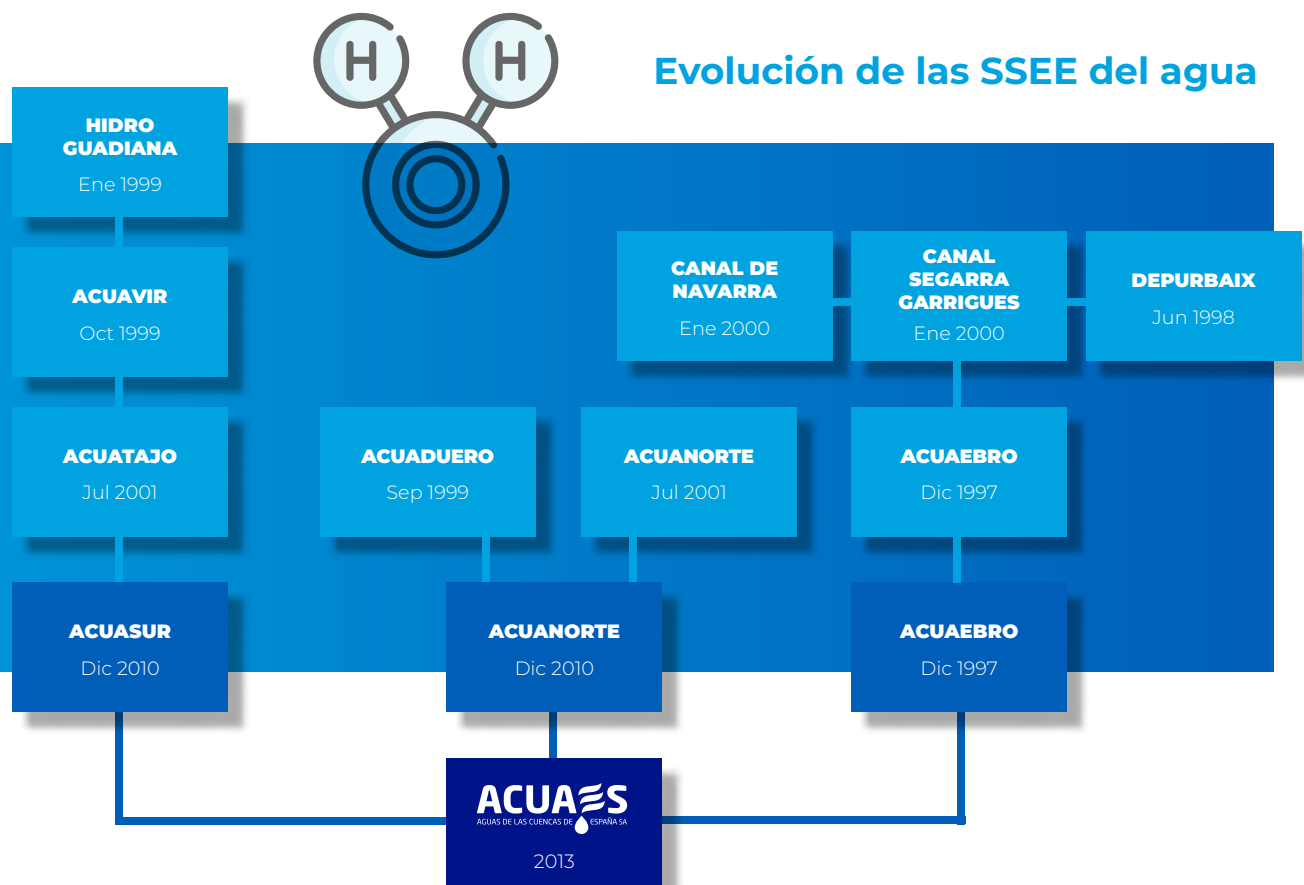 H
H
Evolución de las SSEE del agua
HIDRO
GUADIANA
Ene 1999
ACUAVIR
Oct 1999
CANAL DE
NAVARRA
Ene 2000
CANAL
SEGARRA
GARRIGUES
Ene 2000
DEPURBAIX
Jun 1998
ACUATAJO
Jul 2001
ACUADUERO
Sep 1999
ACUANORTE
Jul 2001
ACUAEBRO
Dic 1997
ACUASUR
Dic 2010
ACUANORTE
Dic 2010
ACUAEBRO
Dic 1997
ACUAES
AGUAS DE LAS CUENCAS DE ESPAÑA SA
2013